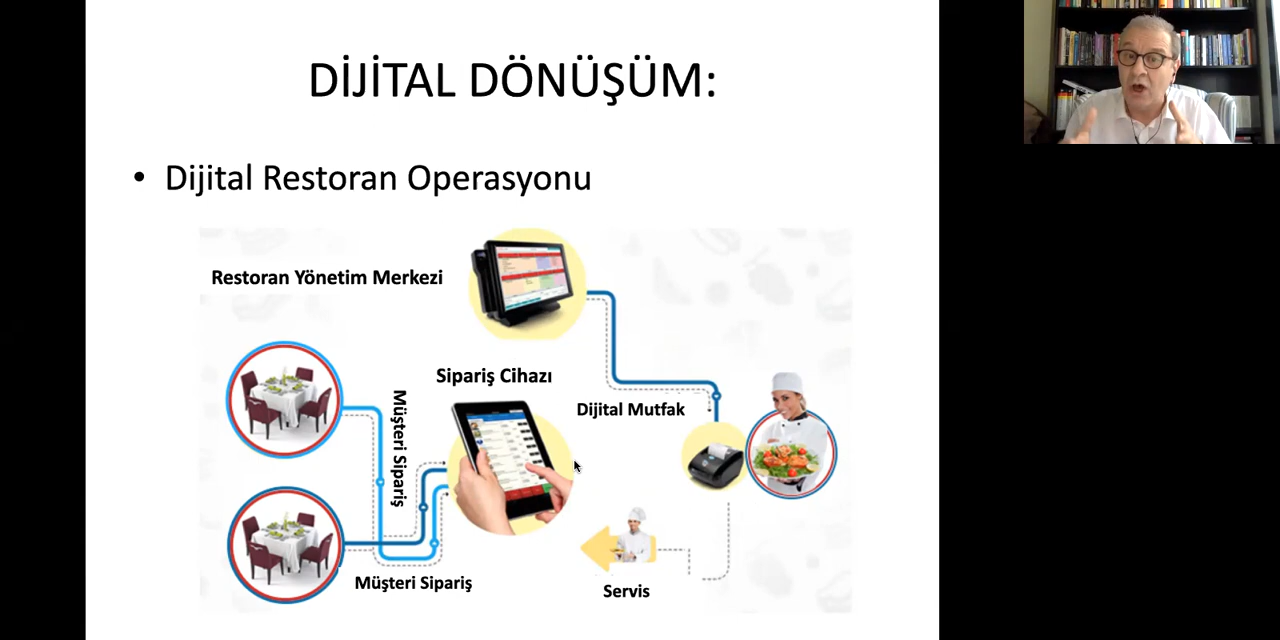 DİJİTAL DÖNÜŞÜM:
• Dijital Restoran Operasyonu
Restoran Yönetim Merkezi
Sipariş Cihazı
Müşteri Sipariş
Dijital Mutfak
Müşteri Sipariş
Servis